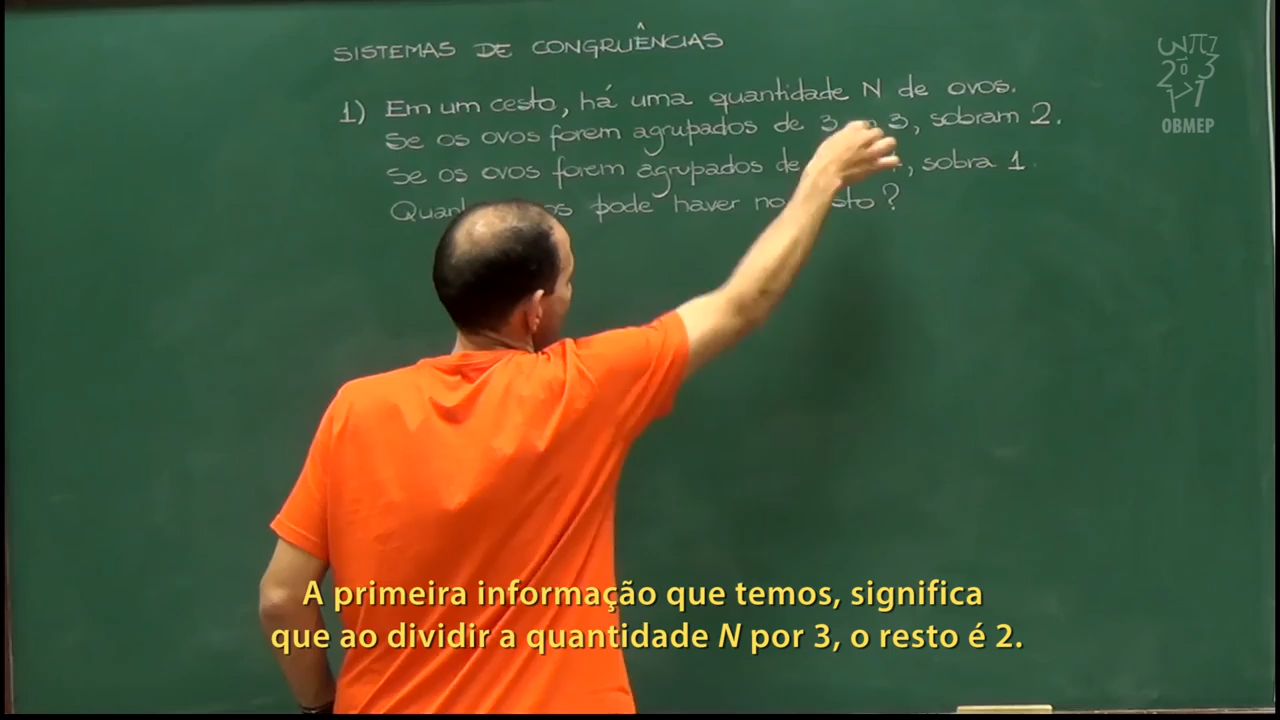 SISTEMAS DE CONGRUÊNCIAS
1) Em um cesto, há uma quantidade N de ovos.
Se os ovos forem agrupados de 3 3, sobram 2.
Se os ovos forem agrupados de , sobra 1.
pode haver no ?
OBMEP
A primeira informação que temos, significa
que ao dividir a quantidade N por 3, o resto é 2.